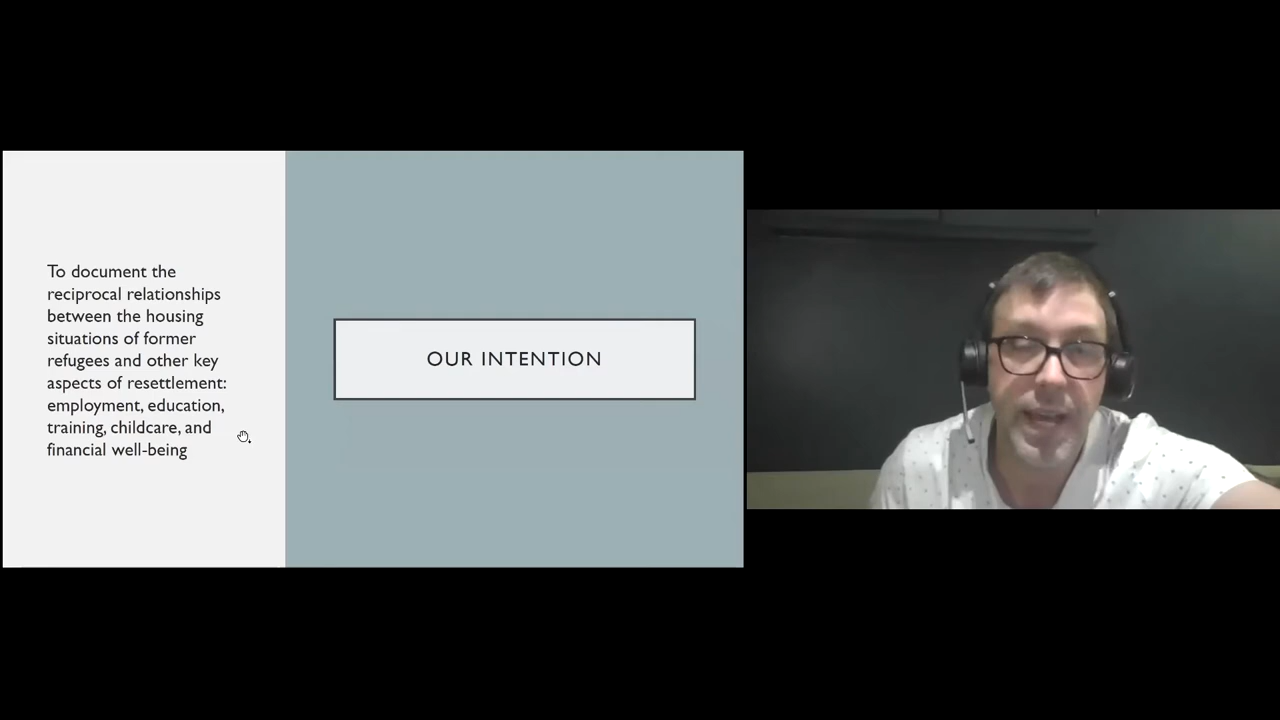 To document the
reciprocal relationships
between the housing
situations of former
refugees and other key
aspects of resettlement:
employment, education,
training, childcare, and
financial well-being
OUR INTENTION